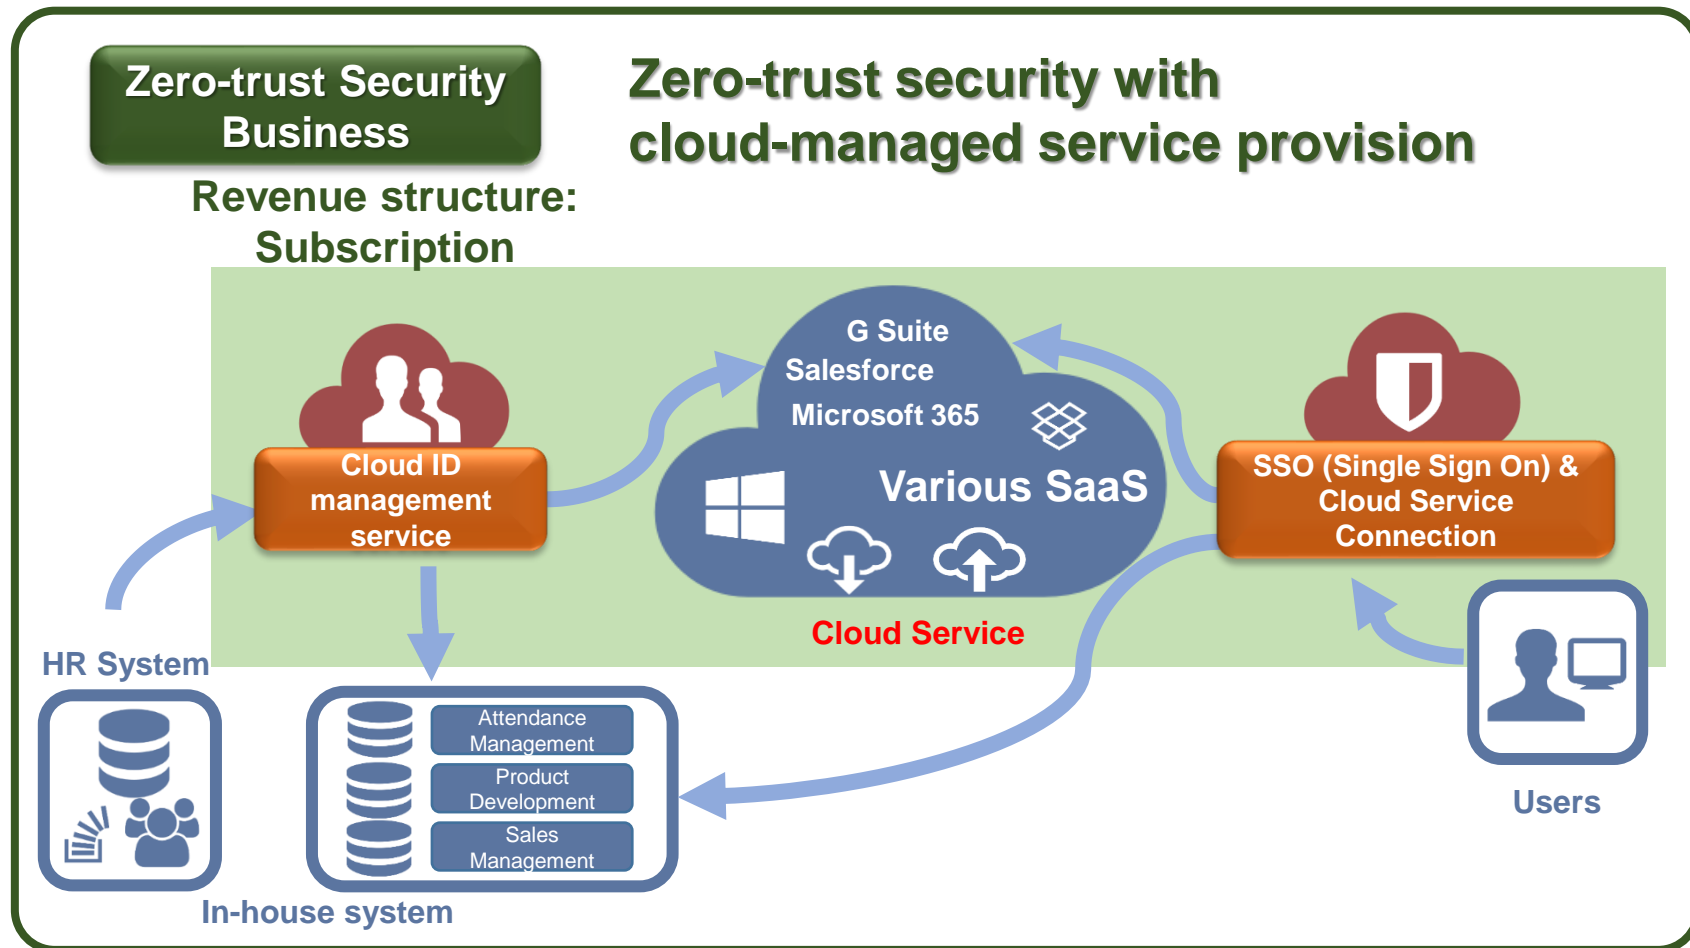 Zero-trust Security
Business
Zero-trust security with
cloud-managed service provision
Revenue structure:
Subscription
G Suite
Salesforce
Microsoft 365
Various SaaS
Cloud ID
management
service
SSO (Single Sign On) &
Cloud Service
Connection
Cloud Service
HR System
Attendance
Management
Product
Development
Sales
Management
Users
In-house system